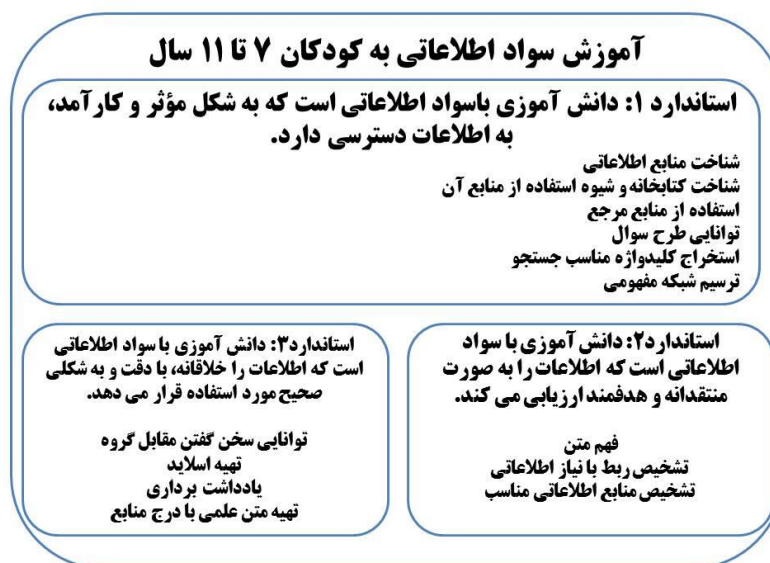 آموزش سواد اطلاعاتی به کودکان ۷ تا ۱۱ سال
استاندارد ۱: دانش آموزی باسواد اطلاعاتی است که به شکل مؤثر و کارآمد،
به اطلاعات دسترسی دارد.
شناخت منابع اطلاعاتی
شناخت کتابخانه و شیوه استفاده از منابع آن
استفاده از منابع مرجع
توانایی طرح سوال
استخراج کلیدواژه مناسب جستجو
ترسیم شبکه مفهومی
استاندارد۲: دانش آموزی با سواد
اطلاعاتی است که اطلاعات را به صورت
منتقدانه و هدفمند ارزیابی می کند.
فهم متن
تشخیص ربط با نیاز اطلاعاتی
تشخیص منابع اطلاعاتی مناسب
استاندارد۳: دانش آموزی با سواد اطلاعاتی
است که اطلاعات را خلاقانه، با دقت و به شکلی
صحیح مورد استفاده قرار می دهد.
توانایی سخن گفتن مقابل گروه
تهیه اسلاید
یادداشت برداری
تهیه متن علمی با درج منابع